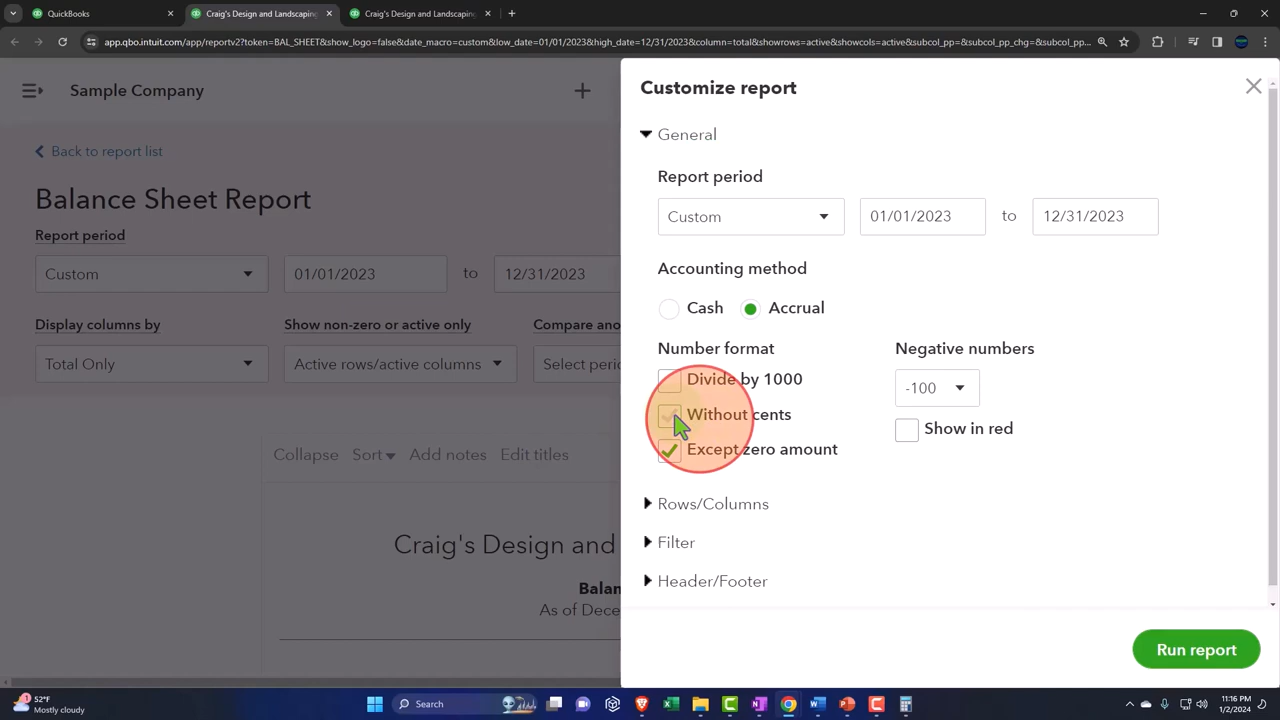 QuickBooks
Craig's Design and Landscaping
Craig's Design and Landscaping
app.qbo.intuit.com/app/reportv2?token=BAL_SHEET&show_logo=false&date_macro=custom&low_date=01/01/2023&high_date=12/31/2023&showcols=active&subcol_pp_chg=&subcol_pp...
Sample Company
Back to report list
Balance Sheet Report
Report period
Custom
01/01/2023
to
12/31/2023
Display columns by
Show non-zero or active only
Compare ano
Total Only
Active rows/active columns
Select peri
Collapse
Sort
Add notes
Edit titles
Craig's Design and
Balan
As of Dece
Customize report
General
Report period
Custom
01/01/2023
to
12/31/2023
Accounting method
Cash
Accrual
Number format
Negative numbers
Divide by 1000
-100
Without cents
Show in red
Except zero amount
Rows/Columns
Filter
Header/Footer
Run report
52°F
Mostly cloudy
Search
11:16 PM
1/2/2024